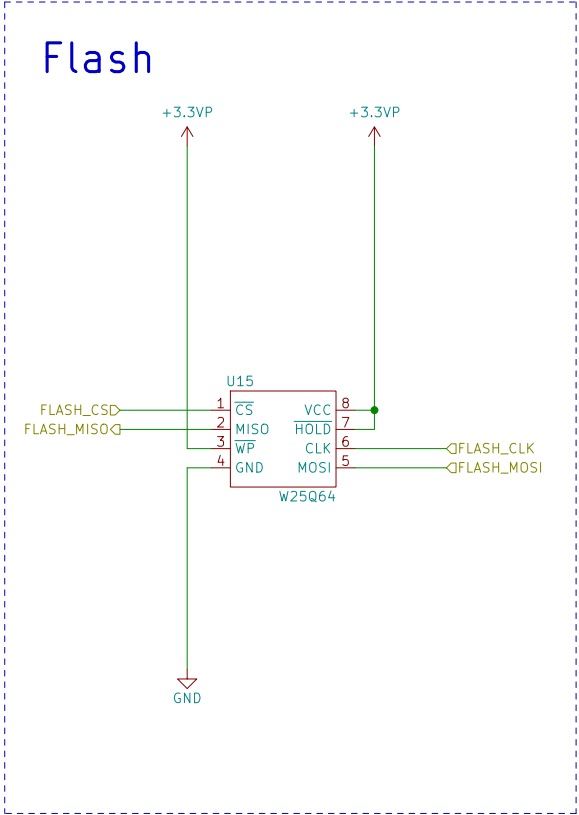 Flash
+3.3VP
+3.3VP
U15
FLASH_CS
1
CS
VCC
8
FLASH_MISO
2
MISO
HOLD
7
3
WP
CLK
6
FLASH_CLK
4
GND
MOSI
5
FLASH_MOSI
W25Q64
GND